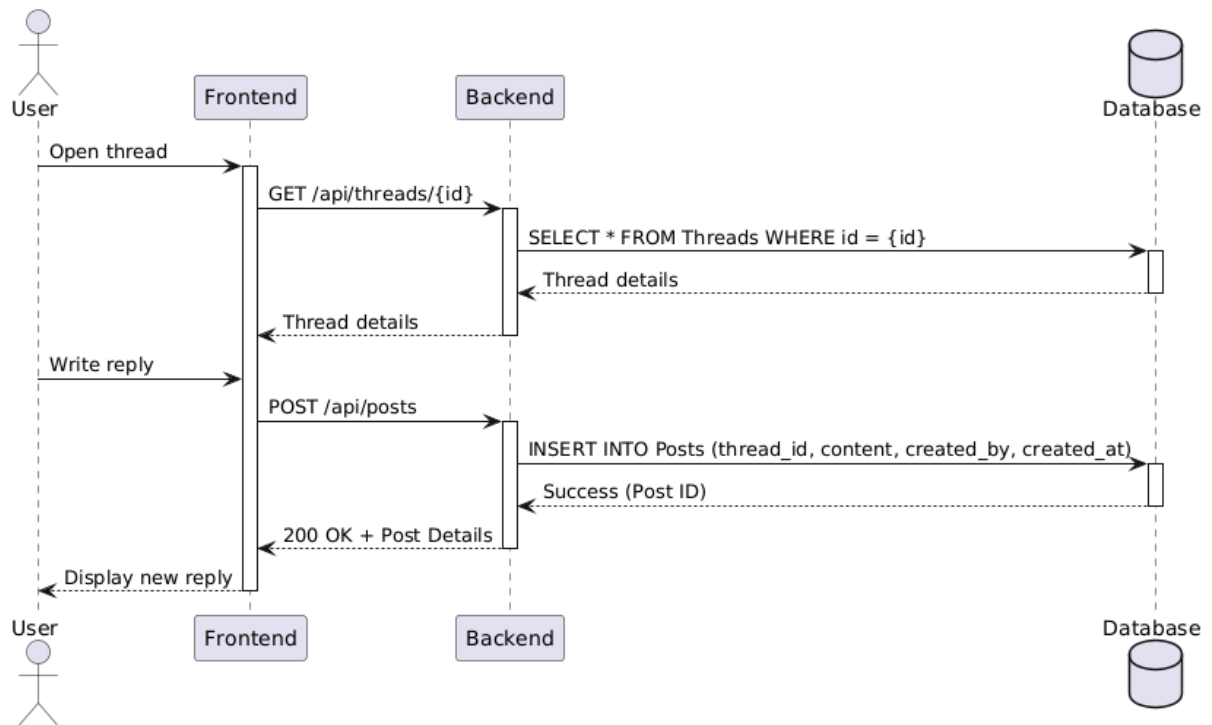 User
Frontend
Backend
Database
Open thread
GET /api/threads/{id}
SELECT * FROM Threads WHERE id = {id}
Thread details
Thread details
Write reply
POST /api/posts
INSERT INTO Posts (thread_id, content, created_by, created_at)
Success (Post ID)
200 OK + Post Details
Display new reply
User
Frontend
Backend
Database